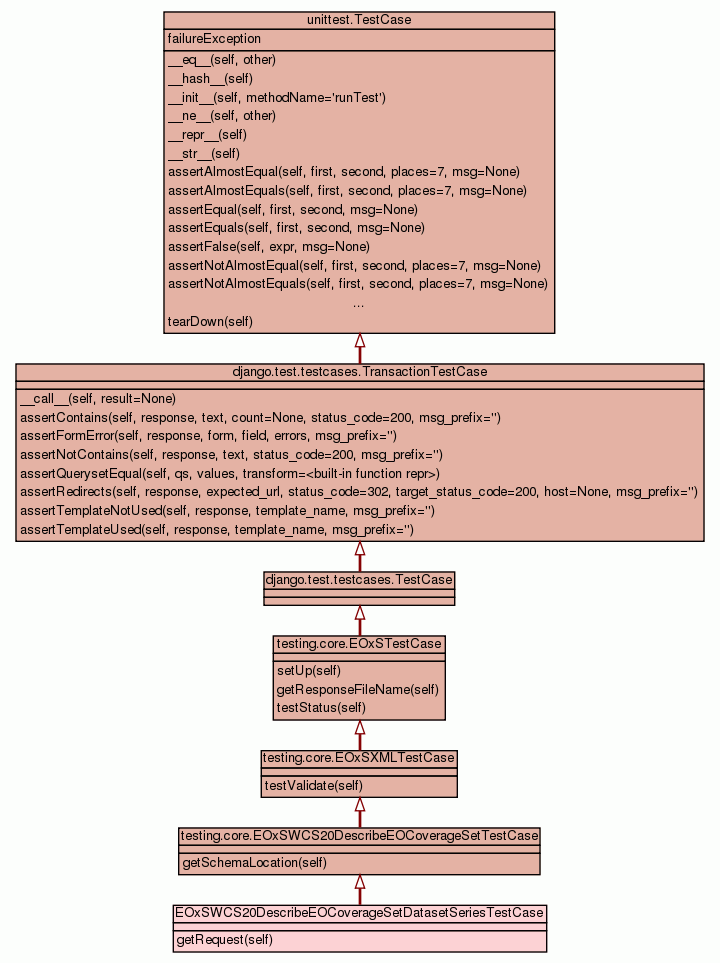 unittest.TestCase
failureException
__eq__(self, other)
__hash__(self)
__init__(self, methodName='runTest')
__ne__(self, other)
__repr__(self)
__str__(self)
assertAlmostEqual(self, first, second, places=7, msg=None)
assertAlmostEquals(self, first, second, places=7, msg=None)
assertEqual(self, first, second, msg=None)
assertEquals(self, first, second, msg=None)
assertFalse(self, expr, msg=None)
assertNotAlmostEqual(self, first, second, places=7, msg=None)
assertNotAlmostEquals(self, first, second, places=7, msg=None)
...
tearDown(self)
django.test.testcases.TransactionTestCase
__call__(self, result=None)
assertContains(self, response, text, count=None, status_code=200, msg_prefix='')
assertFormError(self, response, form, field, errors, msg_prefix='')
assertNotContains(self, response, text, status_code=200, msg_prefix='')
assertQuerysetEqual(self, qs, values, transform=<built-in function repr>)
assertRedirects(self, response, expected_url, status_code=302, target_status_code=200, host=None, msg_prefix='')
assertTemplateNotUsed(self, response, template_name, msg_prefix='')
assertTemplateUsed(self, response, template_name, msg_prefix='')
django.test.testcases.TestCase
testing.core.EOxSTestCase
setUp(self)
getResponseFileName(self)
testStatus(self)
testing.core.EOxSXMLTestCase
testValidate(self)
testing.core.EOxSWCS20DescribeEOCoverageSetTestCase
getSchemaLocation(self)
EOxSWCS20DescribeEOCoverageSetDatasetSeriesTestCase
getRequest(self)